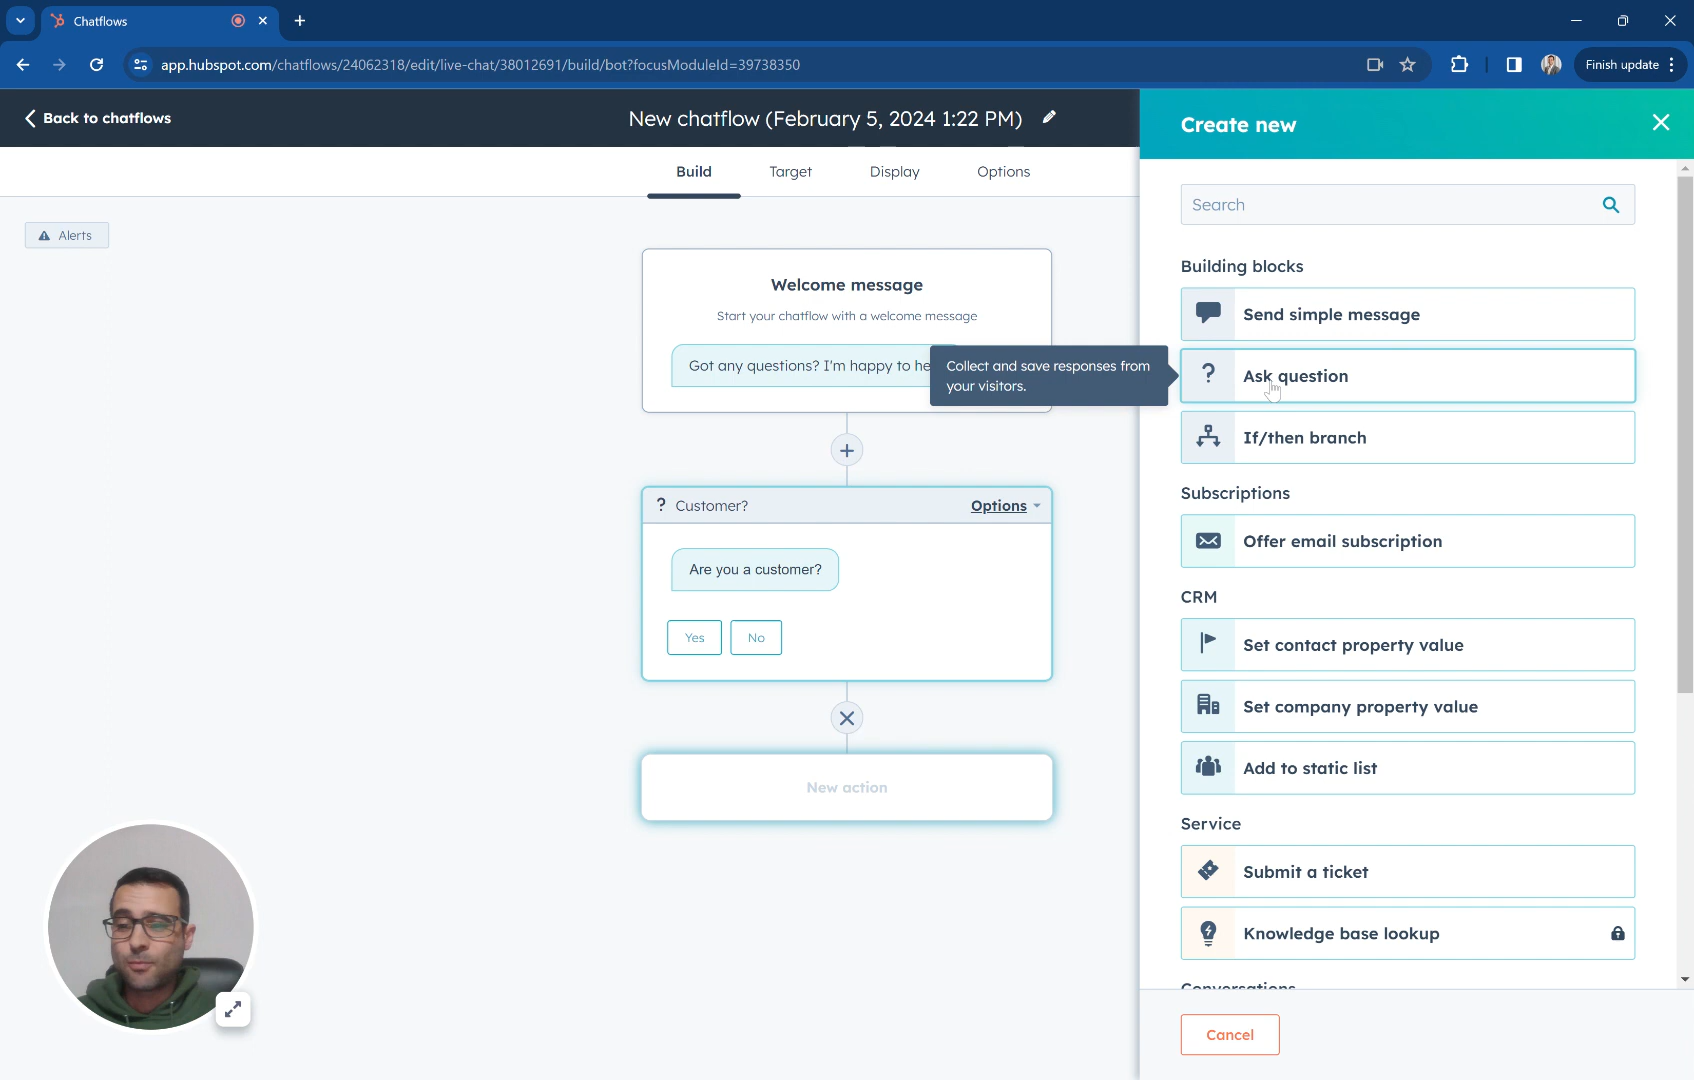 Chatflows
app.hubspot.com/chatflows/24062318/edit/live-chat/38012691/build/bot?focusModuleId=39738350
Finish update
Back to chatflows
New chatflow (February 5, 2024 1:22 PM)
Create new
Build
Target
Display
Options
Search
Alerts
Building blocks
Welcome message
Start your chatflow with a welcome message
Got any questions? I'm happy to he
Collect and save responses from
your visitors.
Send simple message
Ask question
If/then branch
Subscriptions
Offer email subscription
CRM
Set contact property value
Set company property value
Add to static list
Service
Submit a ticket
Knowledge base lookup
Conversations
Cancel
? Customer?
Options
Are you a customer?
Yes
No
New action